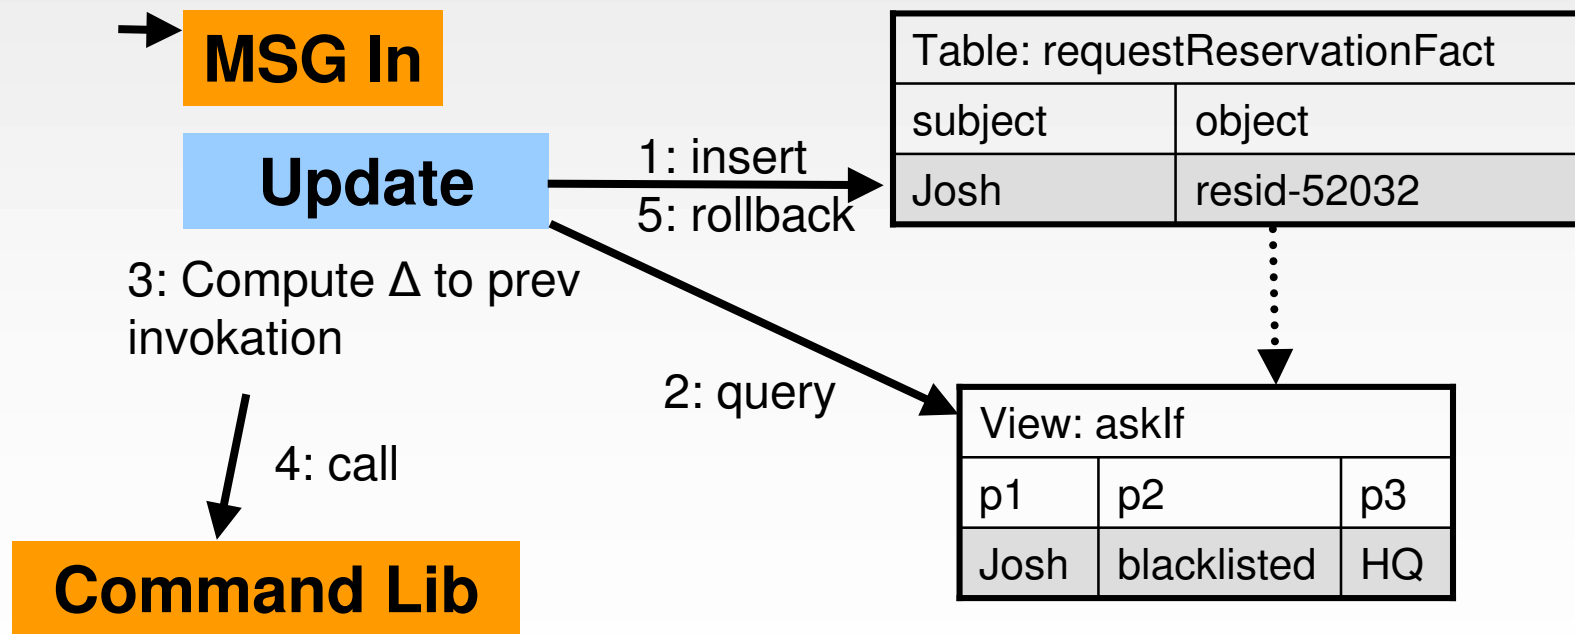 MSG In
Table: requestReservationFact
subject object
Josh resid-52032
Update
1: insert
5: rollback
3: Compute Δ to prev
invokation
2: query
4: call
View: askIf
p1 p2 p3
Josh blacklisted HQ
Command Lib